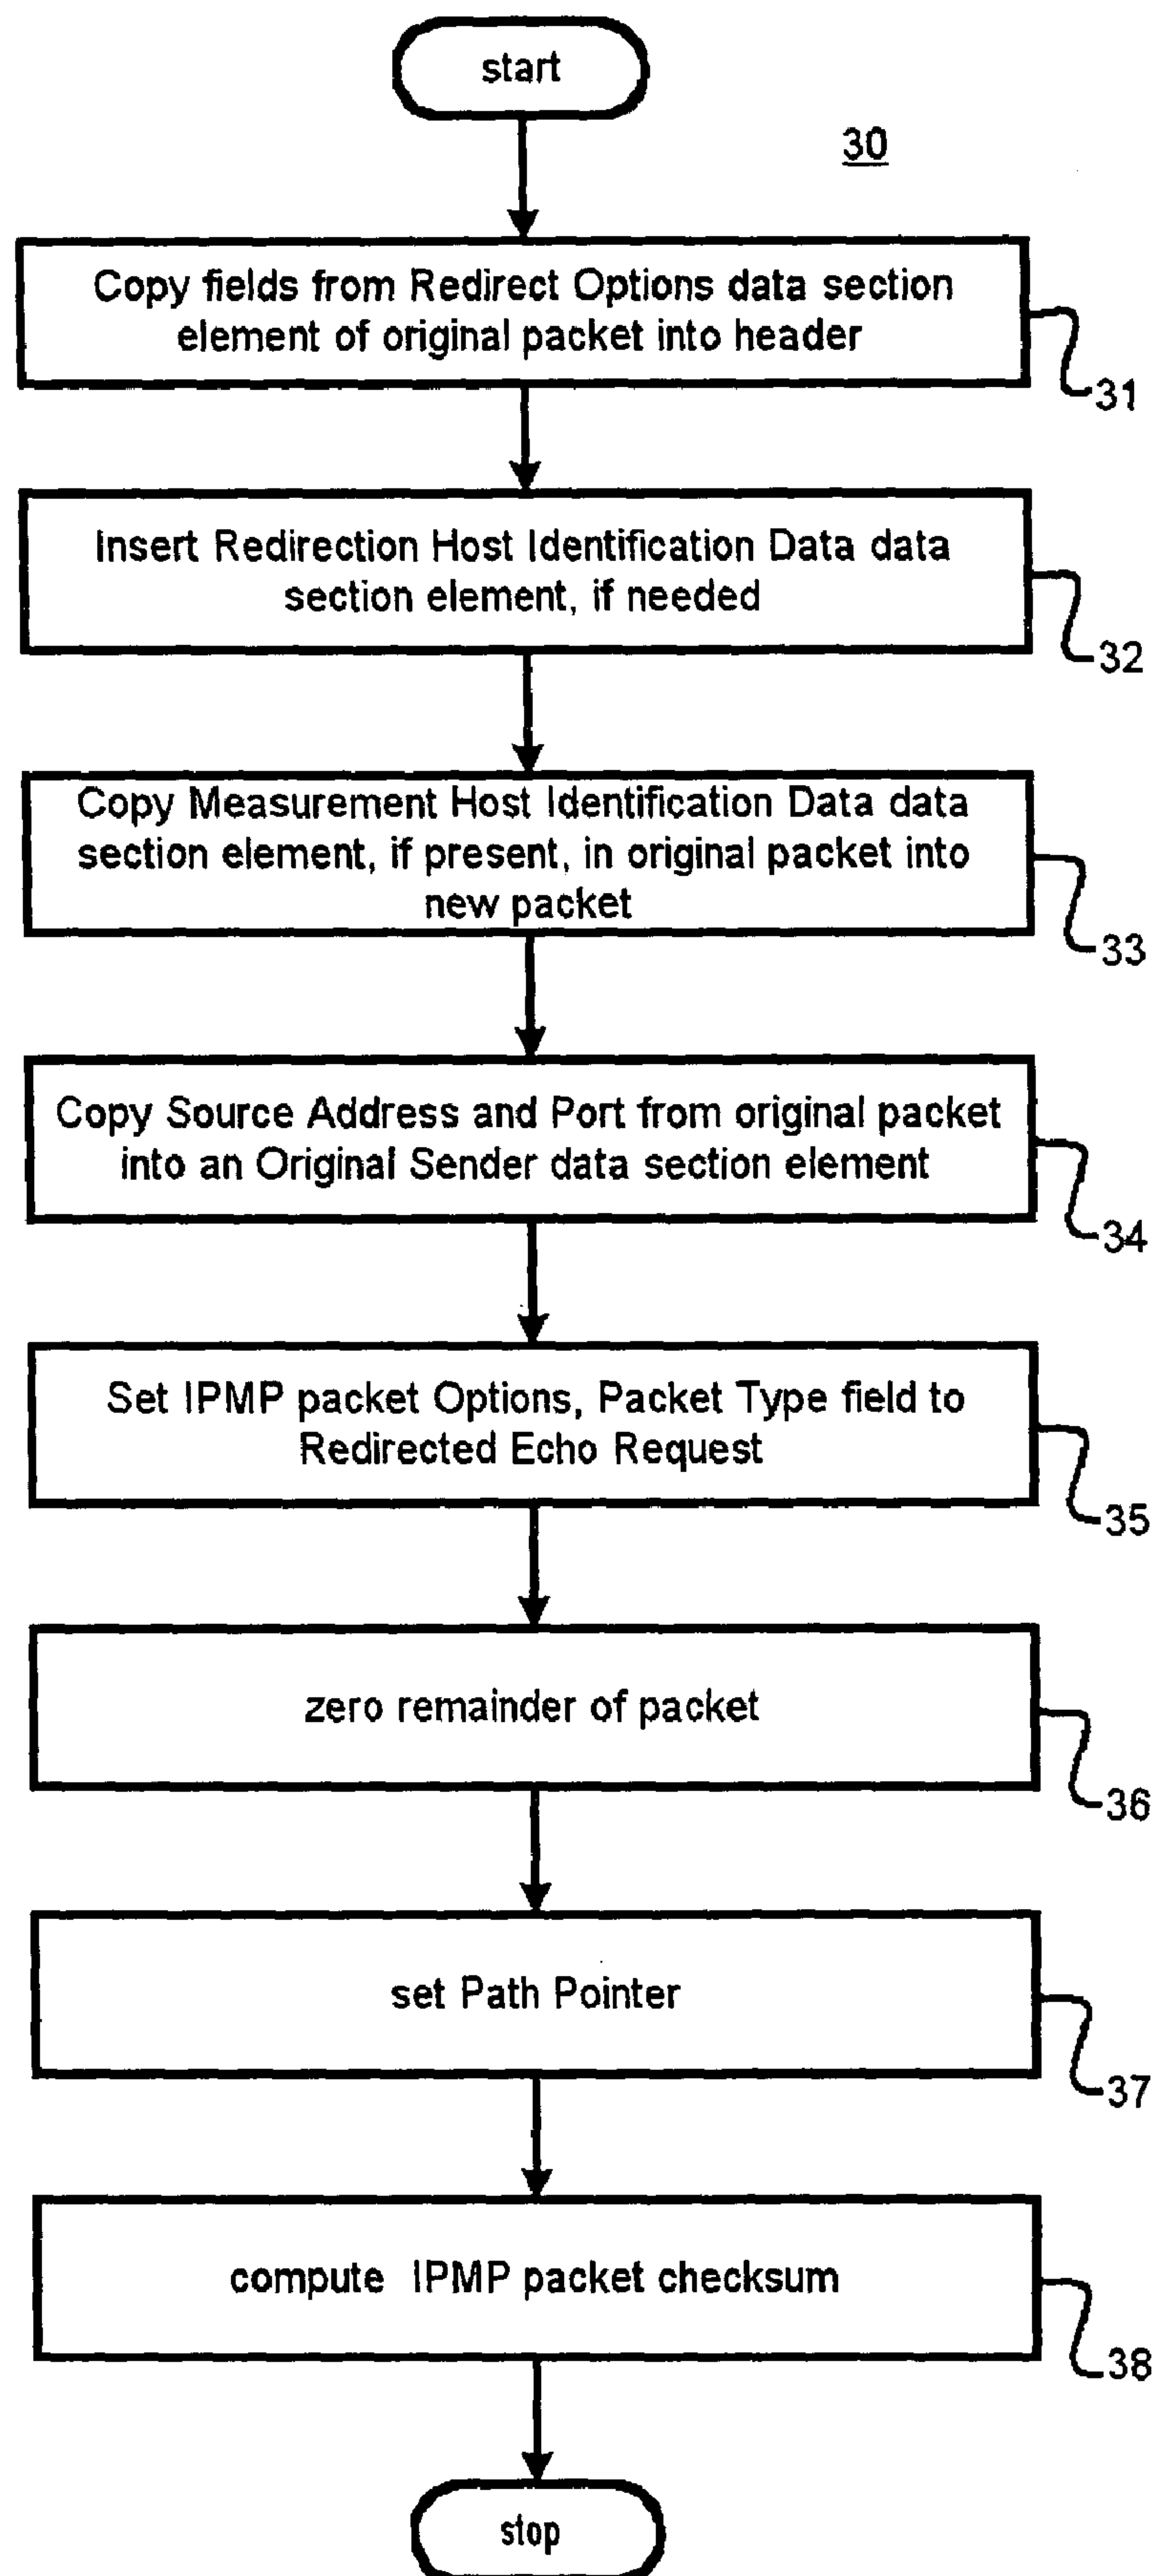 start
30
Copy fields from Redirect Options data section
element of original packet into header
31
Insert Redirection Host Identification Data data
section element, if needed
32
Copy Measurement Host Identification Data data
section element, if present, in original packet into
new packet
33
Copy Source Address and Port from original packet
into an Original Sender data section element
34
Set IPMP packet Options, Packet Type field to
Redirected Echo Request
35
zero remainder of packet
36
set Path Pointer
37
compute IPMP packet checksum
38
stop